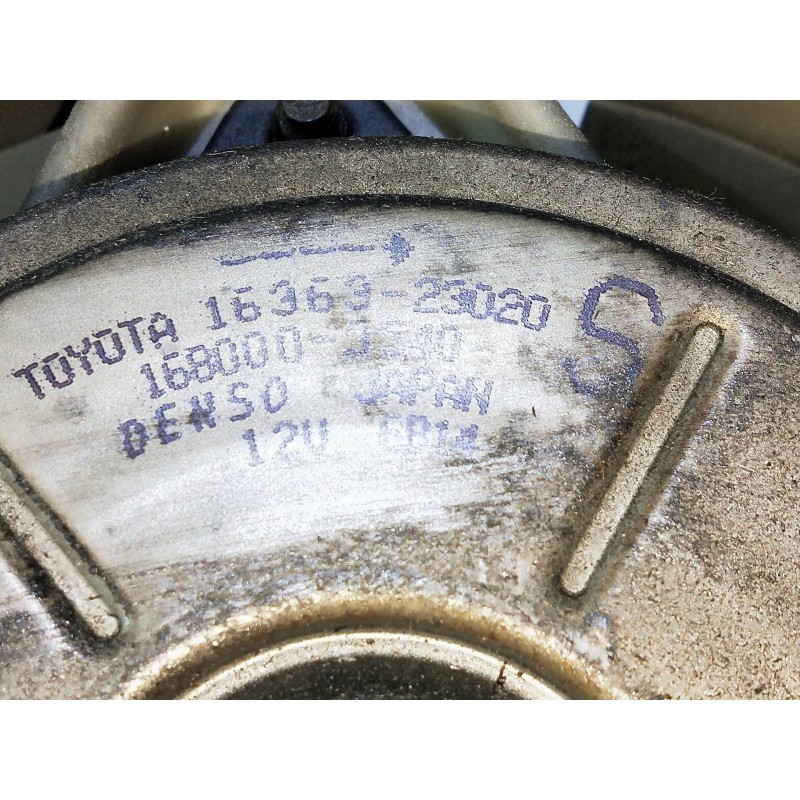 TOYOTA 16363-23020
S
168000-
DENSO JAPAN
12V